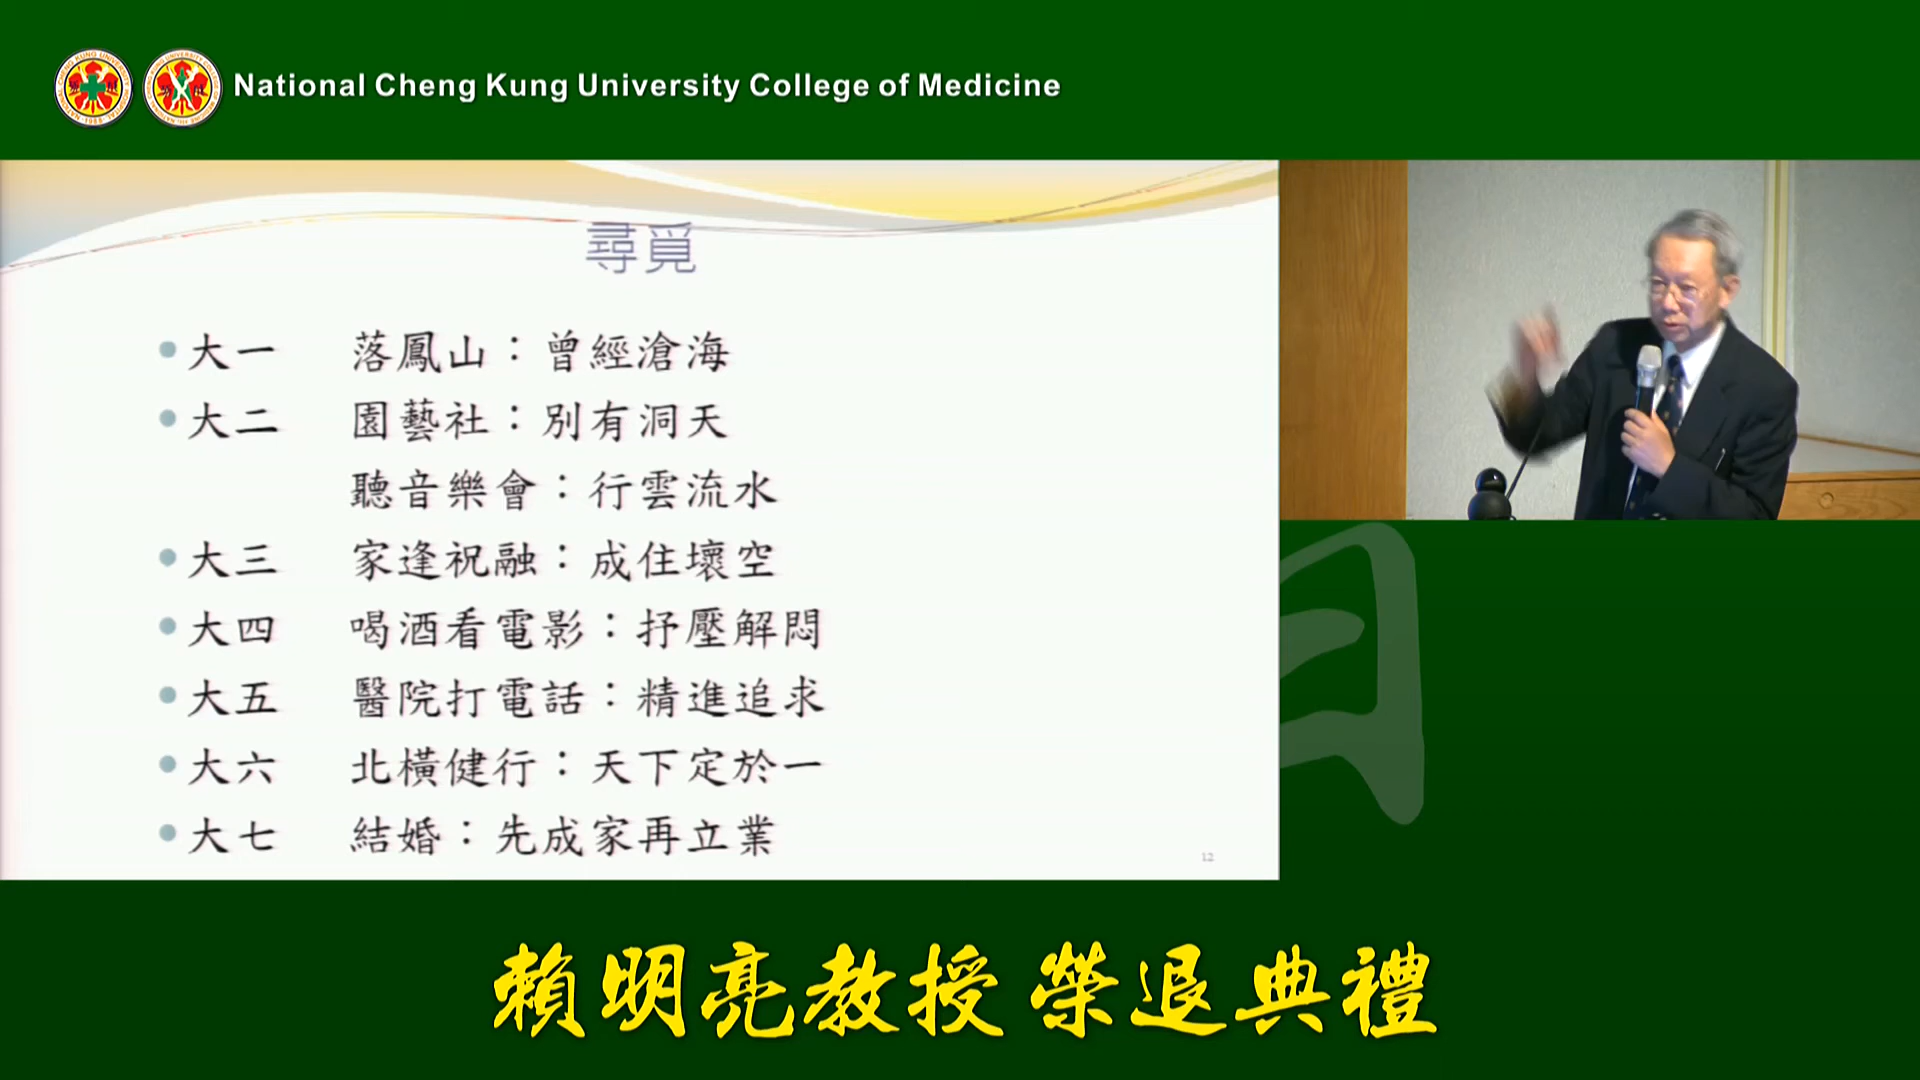 National Cheng Kung University College of Medicine
尋覓
大一 落鳳山：曾經滄海
大二 園藝社：別有洞天
聽音樂會：行雲流水
大三 家逢祝融：成住壞空
大四 喝酒看電影：抒壓解悶
大五 醫院打電話：精進追求
大六 北橫健行：天下定於一
大七 結婚：先成家再立業
12
賴明亮教授 榮退典禮